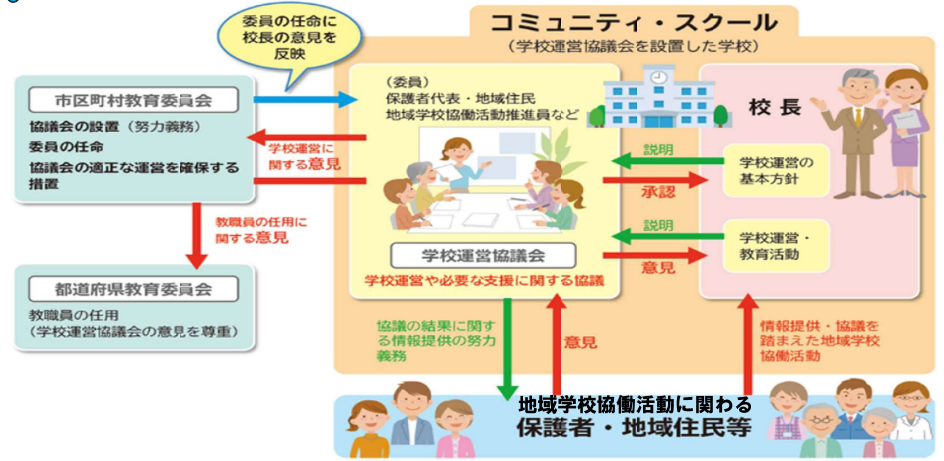 委員の任命に
校長の意見を
反映
コミュニティ・スクール
（学校運営協議会を設置した学校）
市区町村教育委員会
協議会の設置（努力義務）
委員の任命
協議会の適正な運営を確保する
措置
学校運営に
関する意見
（委員）
保護者代表・地域住民
地域学校協働活動推進員など
学校運営協議会
学校運営や必要な支援に関する協議
校長
説明
承認
学校運営の
基本方針
説明
意見
学校運営・
教育活動
教職員の任用に
関する意見
都道府県教育委員会
教職員の任用
（学校運営協議会の意見を尊重）
協議の結果に関す
る情報提供の努力
義務
意見
情報提供・協議を
踏まえた地域学校
協働活動
地域学校協働活動に関わる
保護者・地域住民等